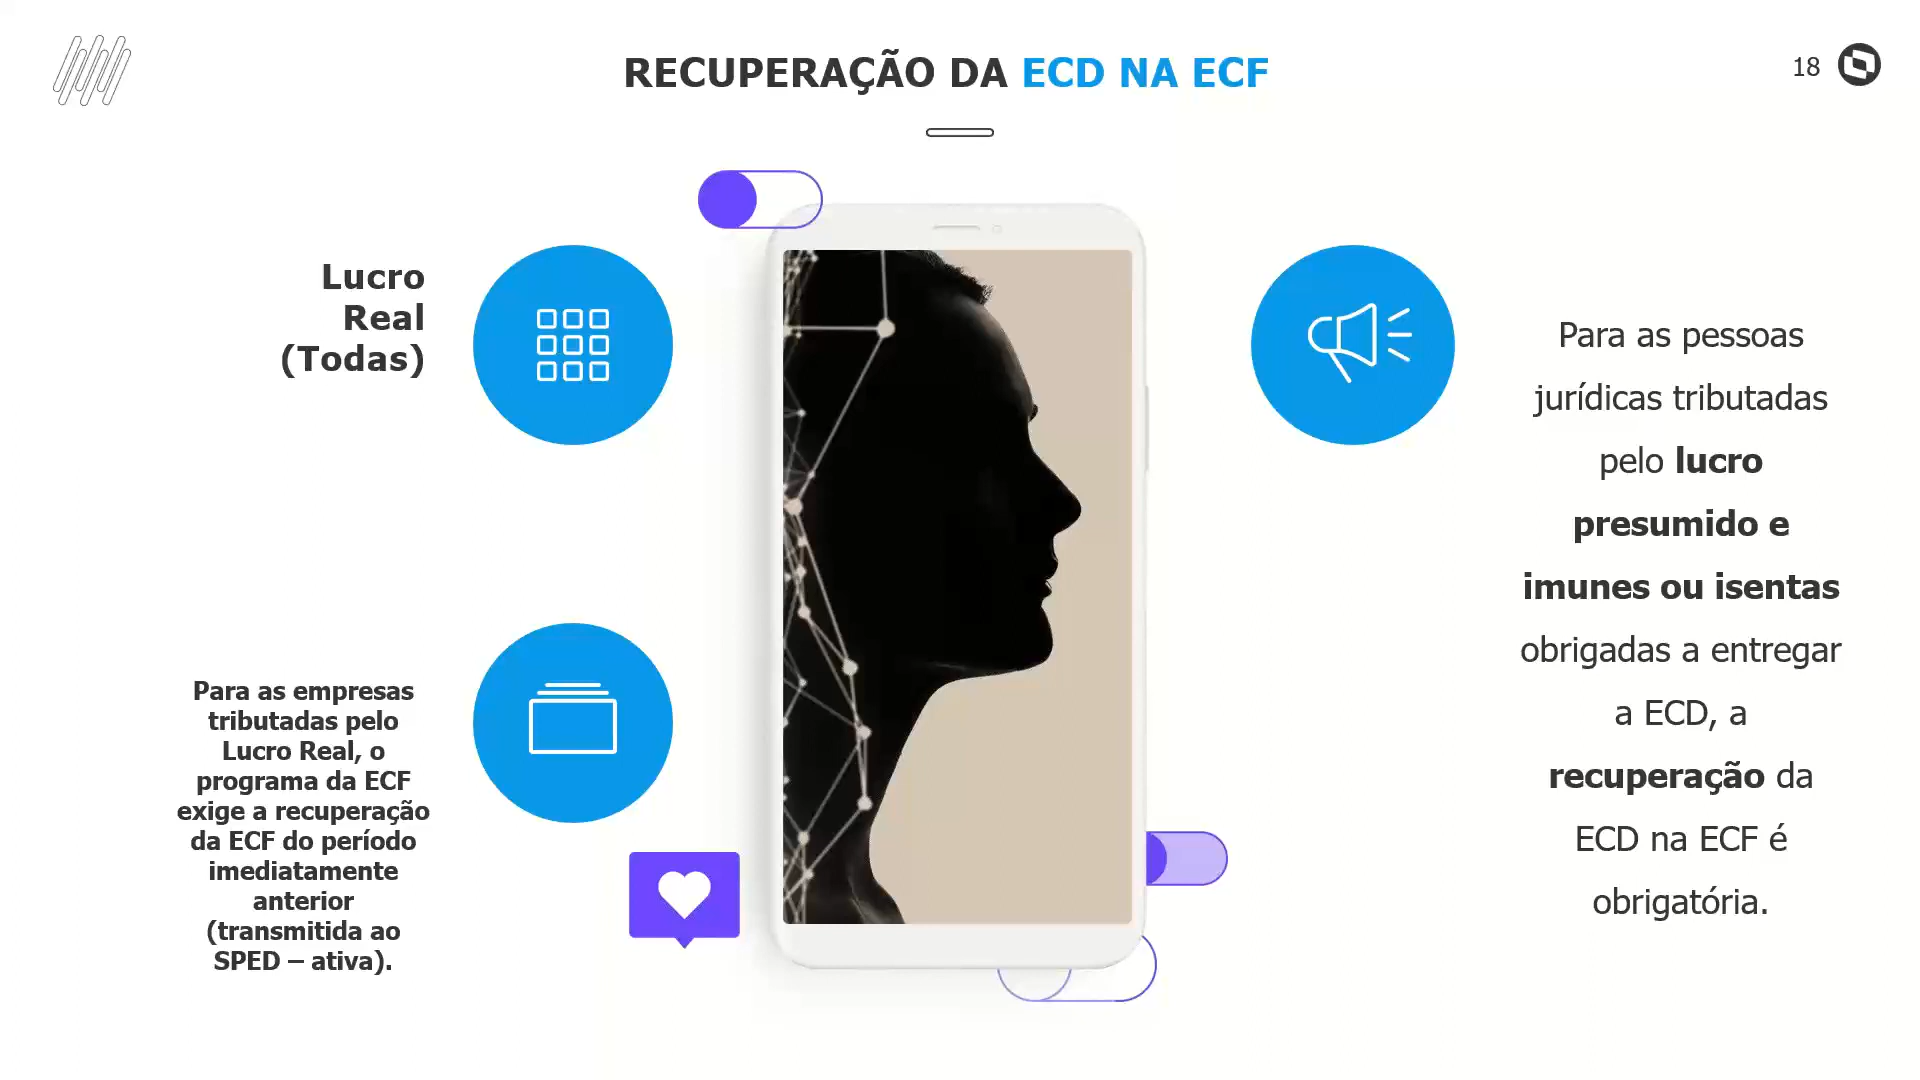 RECUPERAÇÃO DA ECD NA ECF
18
Lucro
Real
(Todas)
Para as empresas
tributadas pelo
Lucro Real, o
programa da ECF
exige a recuperação
da ECF do período
imediatamente
anterior
(transmitida ao
SPED – ativa).
Para as pessoas
jurídicas tributadas
pelo lucro
presumido e
imunes ou isentas
obrigadas a entregar
a ECD, a
recuperação da
ECD na ECF é
obrigatória.